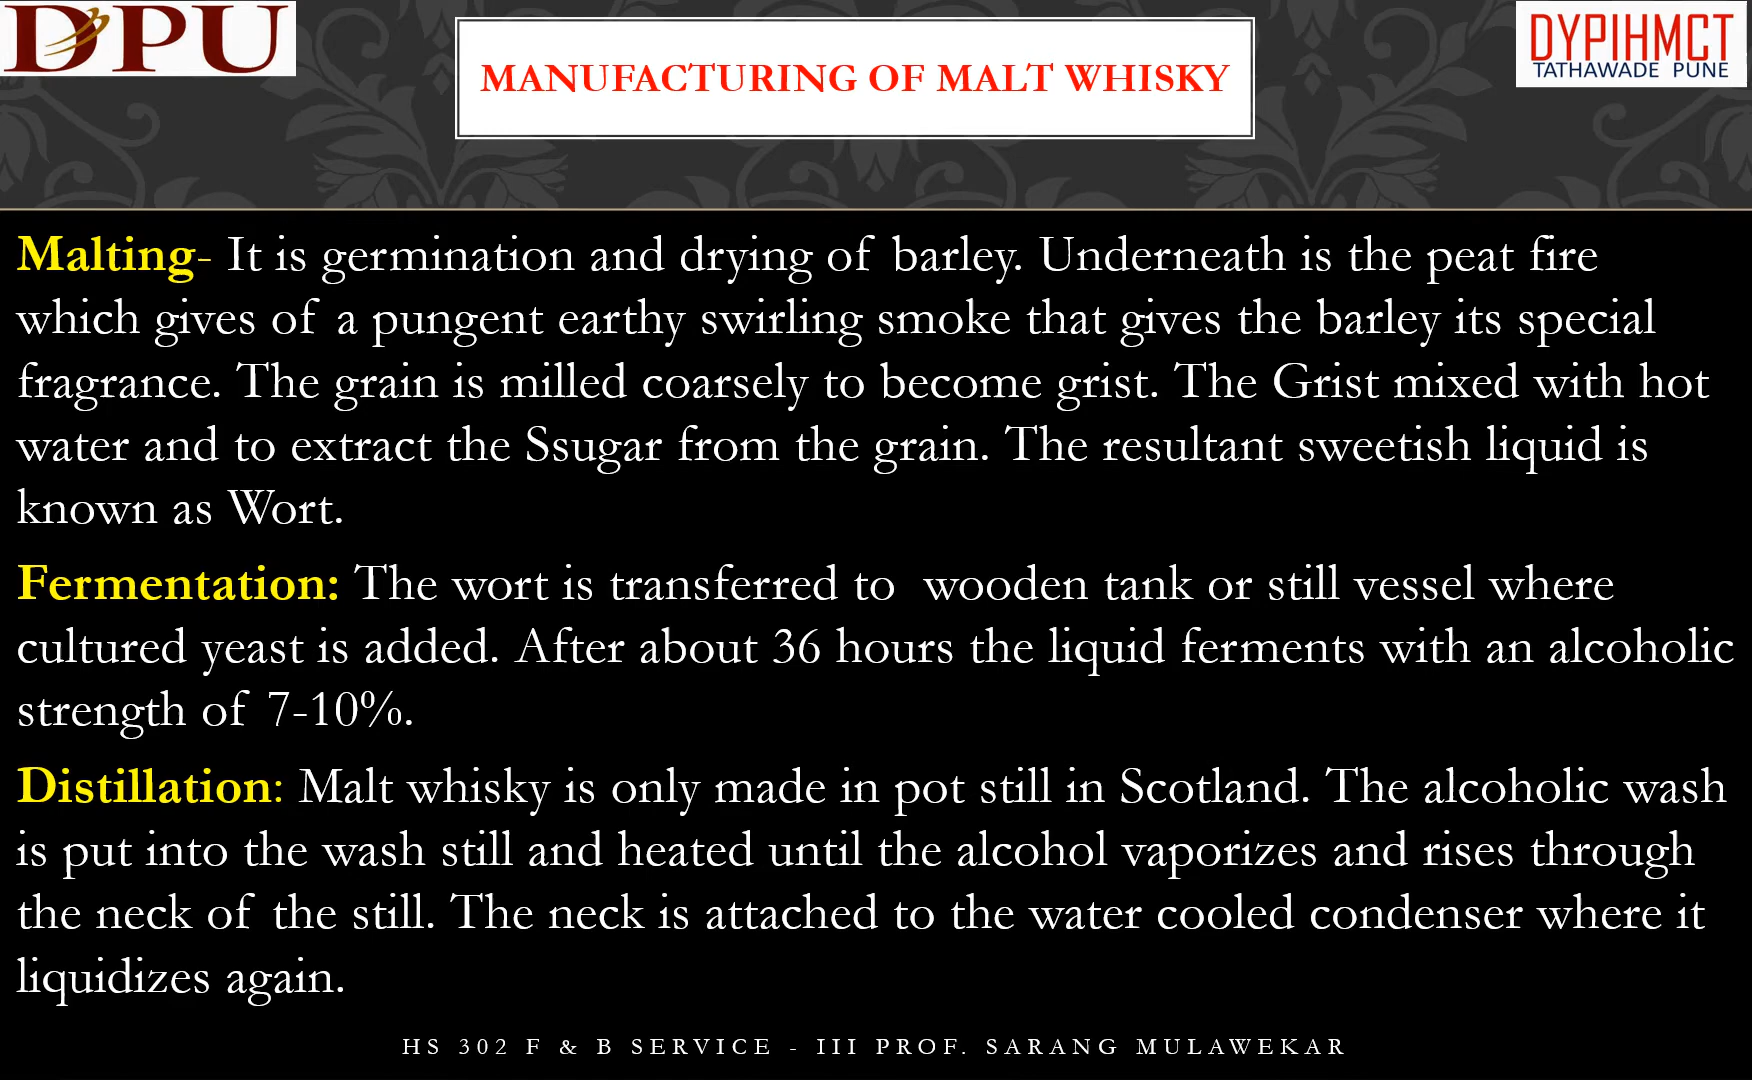 DPU
MANUFACTURING OF MALT WHISKY
DYPIHMCT
TATHAWADE PUNE
Malting- It is germination and drying of barley. Underneath is the peat fire
which gives of a pungent earthy swirling smoke that gives the barley its special
fragrance. The grain is milled coarsely to become grist. The Grist mixed with hot
water and to extract the Ssugar from the grain. The resultant sweetish liquid is
known as Wort.
Fermentation: The wort is transferred to wooden tank or still vessel where
cultured yeast is added. After about 36 hours the liquid ferments with an alcoholic
strength of 7-10%.
Distillation: Malt whisky is only made in pot still in Scotland. The alcoholic wash
is put into the wash still and heated until the alcohol vaporizes and rises through
the neck of the still. The neck is attached to the water cooled condenser where it
liquidizes again.
HS 302 F & B SERVICE - III PROF. SARANG MULAWEKAR